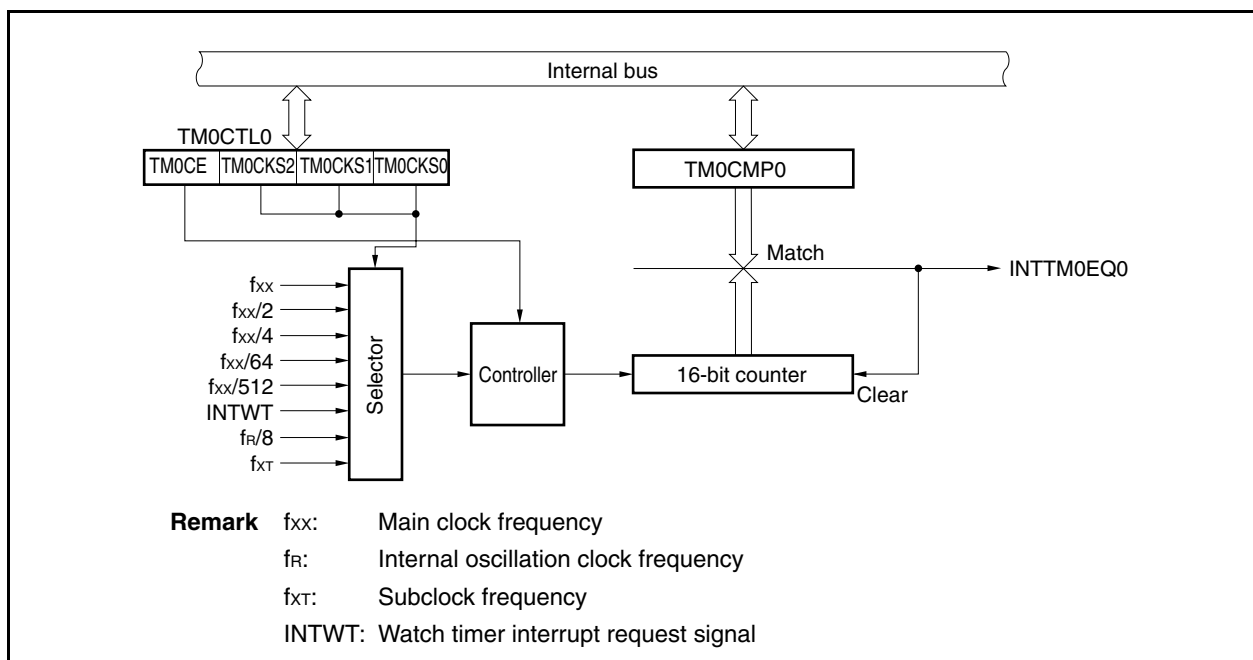 Internal bus
TM0CTL0
TM0CE TM0CKS2 TM0CKS1 TM0CKS0
TM0CMP0
Match
INTTM0EQ0
fXX
fXX/2
fXX/4
fXX/64
fXX/512
INTWT
fR/8
fXT
Selector
Controller
16-bit counter
Clear
Remark fXX: Main clock frequency
fR: Internal oscillation clock frequency
fXT: Subclock frequency
INTWT: Watch timer interrupt request signal